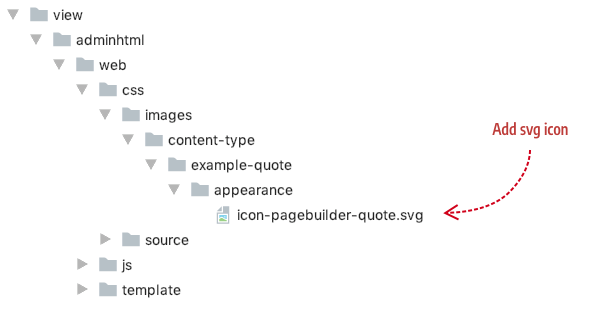 view
adminhtml
web
css
images
content-type
Add svg icon
example-quote
appearance
icon-pagebuilder-quote.svg
source
js
template